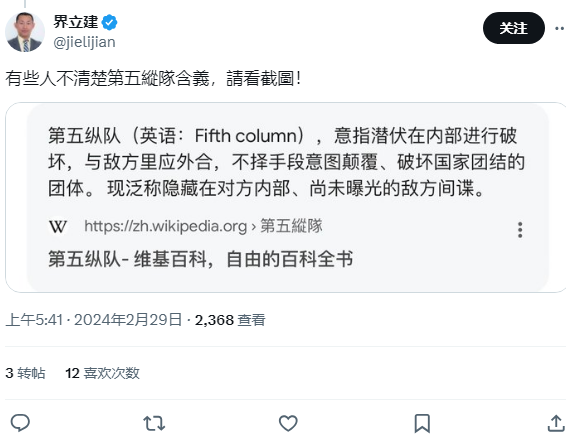 界立建
@jielijian
关注
有些人不清楚第五縱隊含義，請看截圖！
第五纵队（英语：Fifth column），意指潜伏在内部进行破
坏，与敌方里应外合，不择手段意图颠覆、破坏国家团结的
团体。 现泛称隐藏在对方内部、尚未曝光的敌方间谍。
W https://zh.wikipedia.org › 第五縱隊
第五纵队- 维基百科，自由的百科全书
上午5:41 · 2024年2月29日 · 2,368 查看
3 转帖 12 喜欢次数